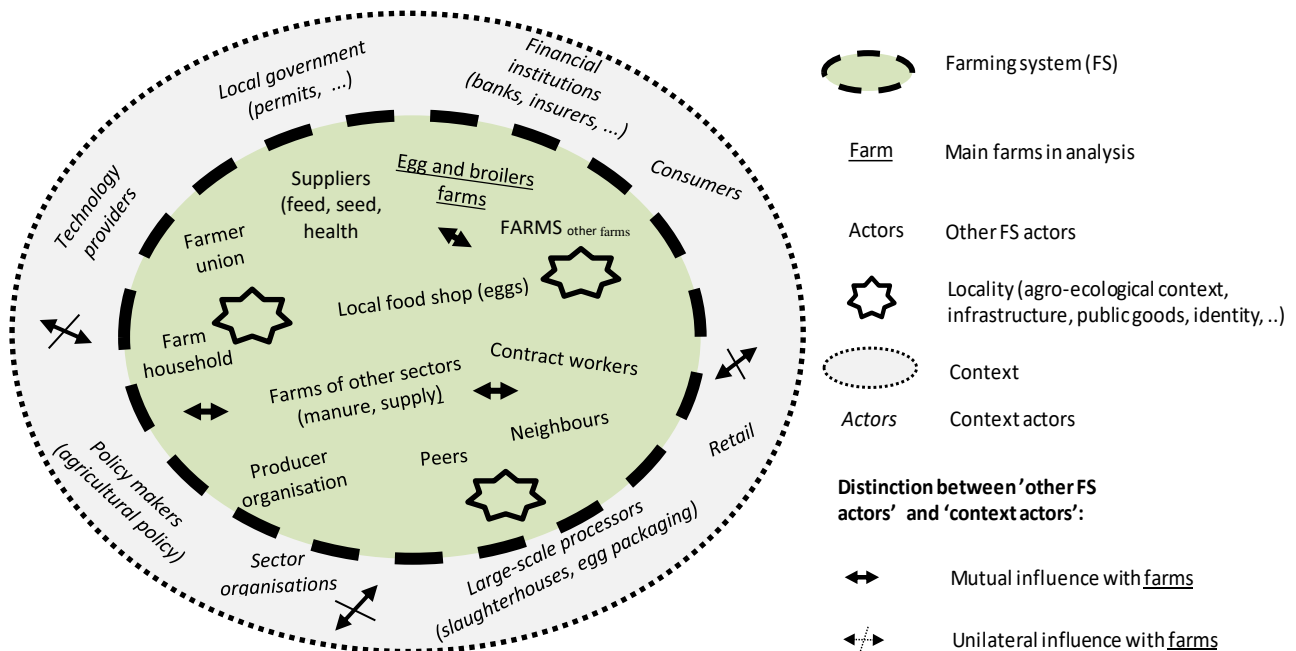 Local government
(permits, ...)
Financial
institutions
(banks, insurers, ...)
Consumers
Technology
providers
Egg and broilers
farms
Suppliers
(feed, seed,
health
FARMS other farms
Farmer
union
Local food shop (eggs)
Farm
household
Contract workers
Farms of other sectors
(manure, supply)
Neighbours
Retail
Peers
Producer
organisation
Policy makers
(agricultural policy)
Sector
organisations
Large-scale processors
(slaughterhouses, egg packaging)
Farming system (FS)
Farm
Main farms in analysis
Actors
Other FS actors
Locality (agro-ecological context,
infrastructure, public goods, identity, ..)
Context
Actors
Context actors
Distinction between ’other FS
actors’ and ‘context actors’:
Mutual influence with farms
Unilateral influence with farms